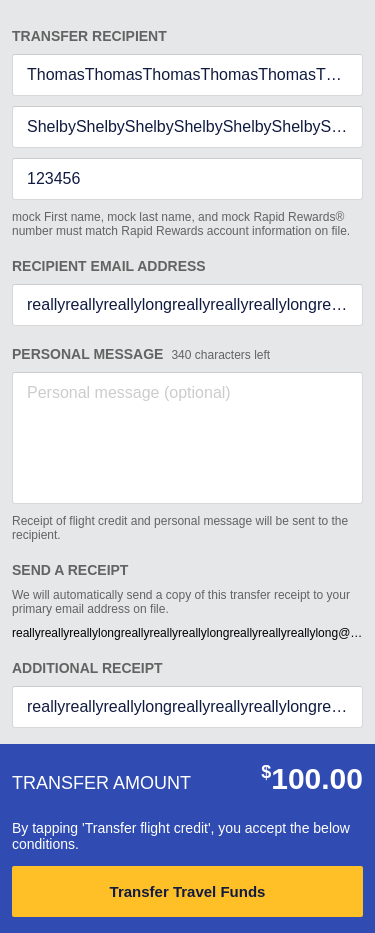 TRANSFER RECIPIENT
ThomasThomasThomasThomasThomasT…
ShelbyShelbyShelbyShelbyShelbyShelbyS…
123456
mock First name, mock last name, and mock Rapid Rewards®
number must match Rapid Rewards account information on file.
RECIPIENT EMAIL ADDRESS
reallyreallyreallylongreallyreallyreallylongre…
PERSONAL MESSAGE 340 characters left
Personal message (optional)
Receipt of flight credit and personal message will be sent to the
recipient.
SEND A RECEIPT
We will automatically send a copy of this transfer receipt to your
primary email address on file.
reallyreallyreallylongreallyreallyreallylongreallyreallyreallylong@…
ADDITIONAL RECEIPT
reallyreallyreallylongreallyreallyreallylongre…
TRANSFER AMOUNT $100.00
By tapping 'Transfer flight credit', you accept the below
conditions.
Transfer Travel Funds